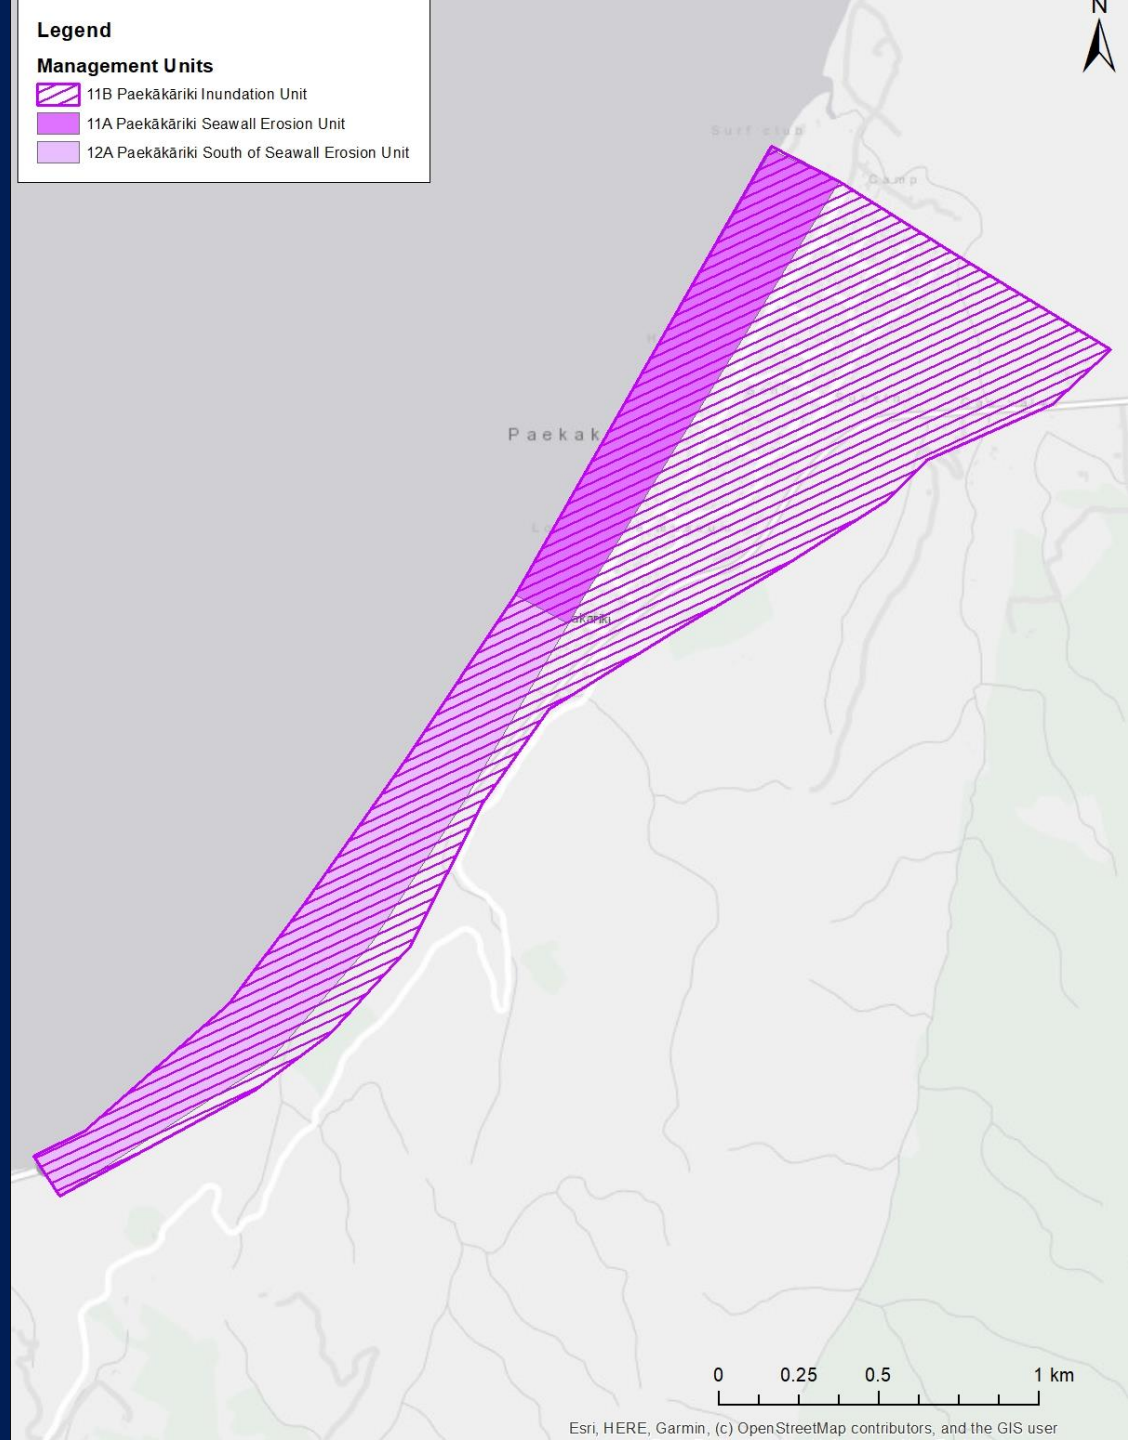 Legend
Management Units
11B Paekākāriki Inundation Unit
11A Paekākāriki Seawall Erosion Unit
12A Paekākāriki South of Seawall Erosion Unit
N
Surf club
Camp
Paekak
akāriki
0 0.25 0.5 1 km
Esri, HERE, Garmin, (c) OpenStreetMap contributors, and the GIS user